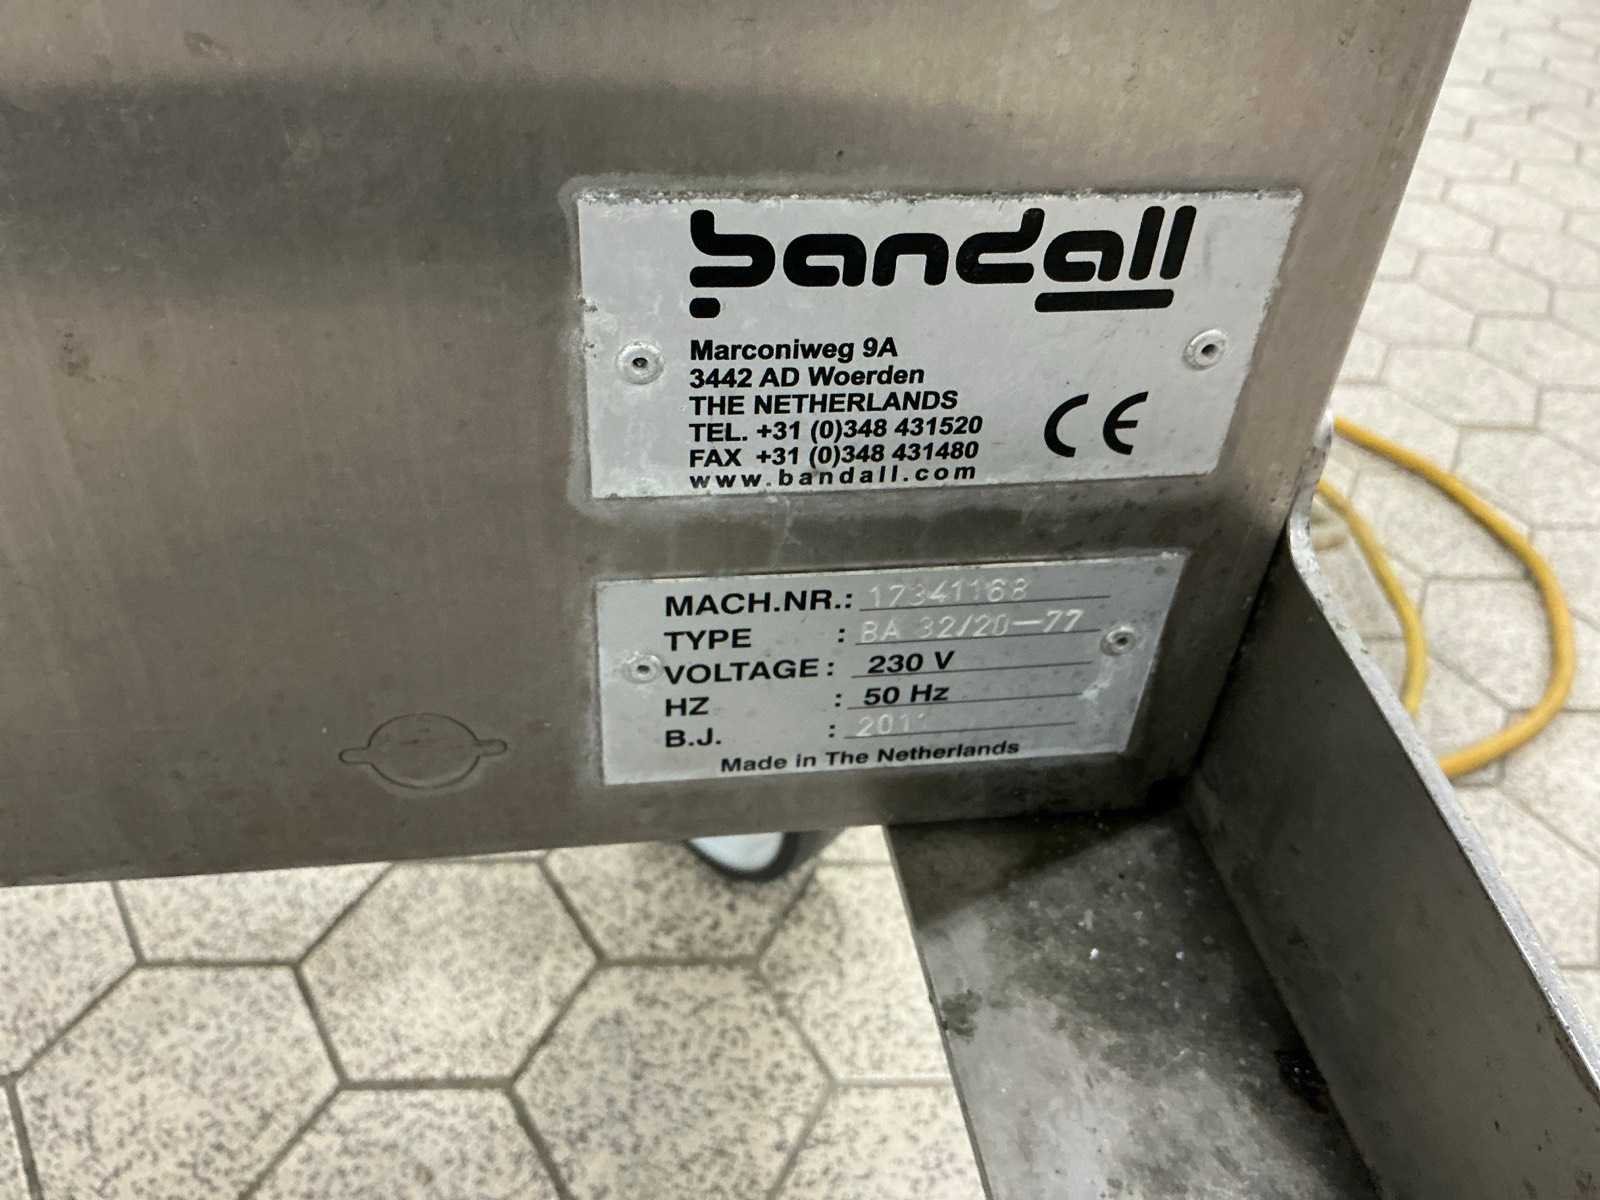 bandall
Marconiweg 9A
3442 AD Woerden
THE NETHERLANDS
TEL. +31 (0)348 431520
FAX +31 (0)348 431480
www.bandall.com
CE
MACH.NR.: 17341168
TYPE : BA 32/20-77
VOLTAGE: 230 V
HZ : 50 Hz
B.J. : 2011
Made in The Netherlands